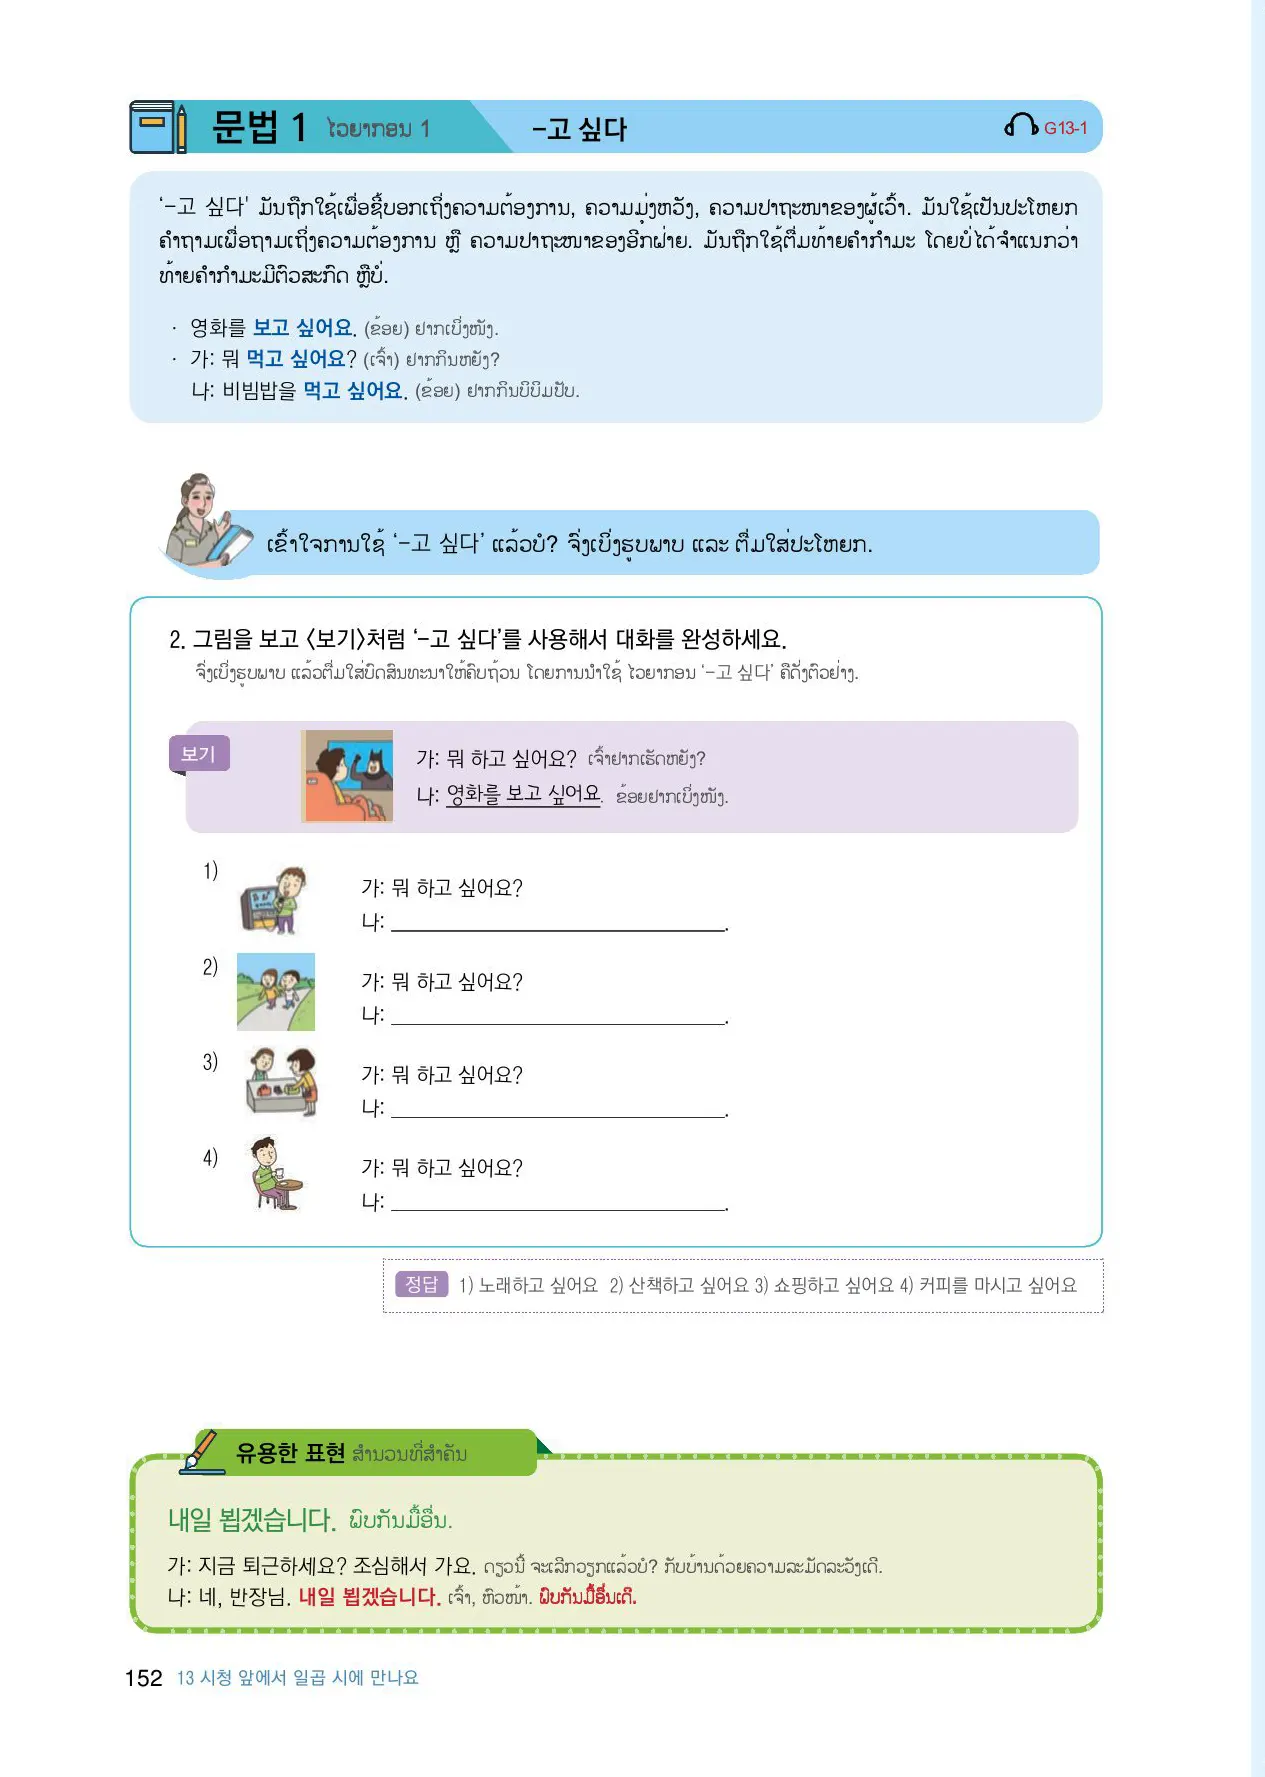 문법 1 ໄວຍາກອນ 1 -고 싶다 G13-1
‘-고 싶다' ມັນຖືກໃຊ້ເພື່ອຊີ້ບອກເຖິງຄວາມຕ້ອງການ, ຄວາມມຸ່ງຫວັງ, ຄວາມປາຖະໜາຂອງຜູ້ເວົ້າ. ມັນໃຊ້ເປັນປະໂຫຍກ
ຄຳຖາມເພື່ອຖາມເຖິງຄວາມຕ້ອງການ ຫຼື ຄວາມປາຖະໜາຂອງອີກຝ່າຍ. ມັນຖືກໃຊ້ຕື່ມທ້າຍຄຳກຳມະ ໂດຍບໍ່ໄດ້ຈຳແນກວ່າ
ທ້າຍຄຳກຳມະມີຕົວສະກົດ ຫຼືບໍ່.
· 영화를 보고 싶어요. (ຂ້ອຍ) ຢາກເບິ່ງໜັງ.
· 가: 뭐 먹고 싶어요? (ເຈົ້າ) ຢາກກິນຫຍັງ?
나: 비빔밥을 먹고 싶어요. (ຂ້ອຍ) ຢາກກິນບິບິມປັບ.
ເຂົ້າໃຈການໃຊ້ ‘-고 싶다’ ແລ້ວບໍ? ຈົ່ງເບິ່ງຮູບພາບ ແລະ ຕື່ມໃສ່ປະໂຫຍກ.
2. 그림을 보고 〈보기〉처럼 ‘-고 싶다’를 사용해서 대화를 완성하세요.
ຈົ່ງເບິ່ງຮູບພາບ ແລ້ວຕື່ມໃສ່ບົດສົນທະນາໃຫ້ຄົບຖ້ວນ ໂດຍການນຳໃຊ້ ໄວຍາກອນ ‘-고 싶다’ ຄືດັ່ງຕົວຢ່າງ.
보기
가: 뭐 하고 싶어요? ເຈົ້າຢາກເຮັດຫຍັງ?
나: 영화를 보고 싶어요. ຂ້ອຍຢາກເບິ່ງໜັງ.
1)
가: 뭐 하고 싶어요?
나: ______________.
2)
가: 뭐 하고 싶어요?
나: ______________.
3)
가: 뭐 하고 싶어요?
나: ______________.
4)
가: 뭐 하고 싶어요?
나: ______________.
정답 1) 노래하고 싶어요 2) 산책하고 싶어요 3) 쇼핑하고 싶어요 4) 커피를 마시고 싶어요
유용한 표현 ສຳນວນທີ່ສຳຄັນ
내일 뵙겠습니다. ພົບກັນມື້ອື່ນ.
가: 지금 퇴근하세요? 조심해서 가요. ດຽວນີ້ ຈະເລີກວຽກແລ້ວບໍ? ກັບບ້ານດ້ວຍຄວາມລະມັດລະວັງເດີ.
나: 네, 반장님. 내일 뵙겠습니다. ເຈົ້າ, ຫົວໜ້າ. ພົບກັນມື້ອື່ນເດີ.
152 13 시청 앞에서 일곱 시에 만나요